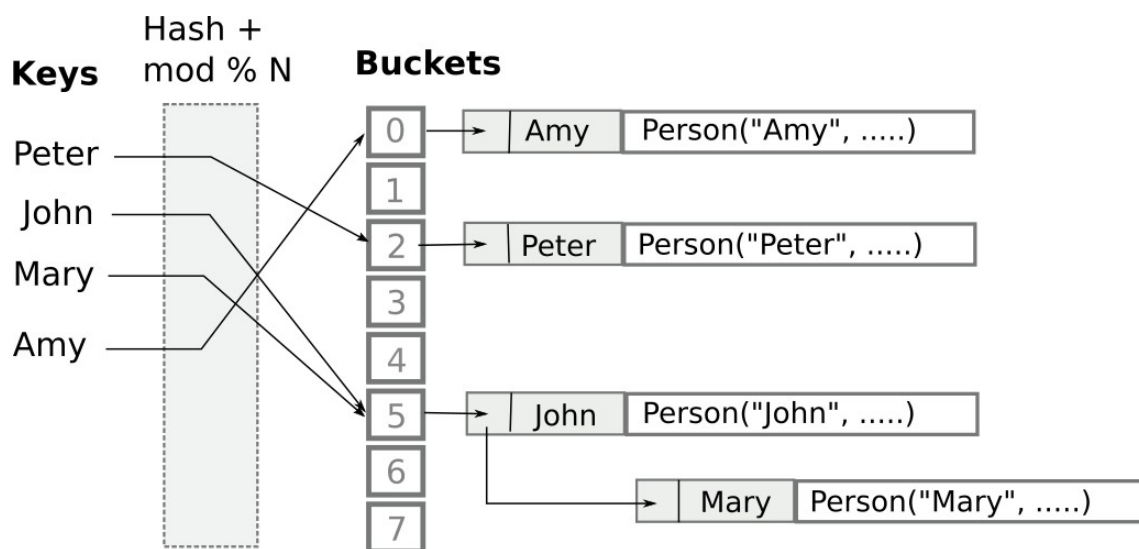 Hash +
mod % N
Keys
Buckets
Peter
John
Mary
Amy
0
1
2
3
4
5
6
7
Amy Person("Amy", .....)
Peter Person("Peter", .....)
John Person("John", .....)
Mary Person("Mary", .....)